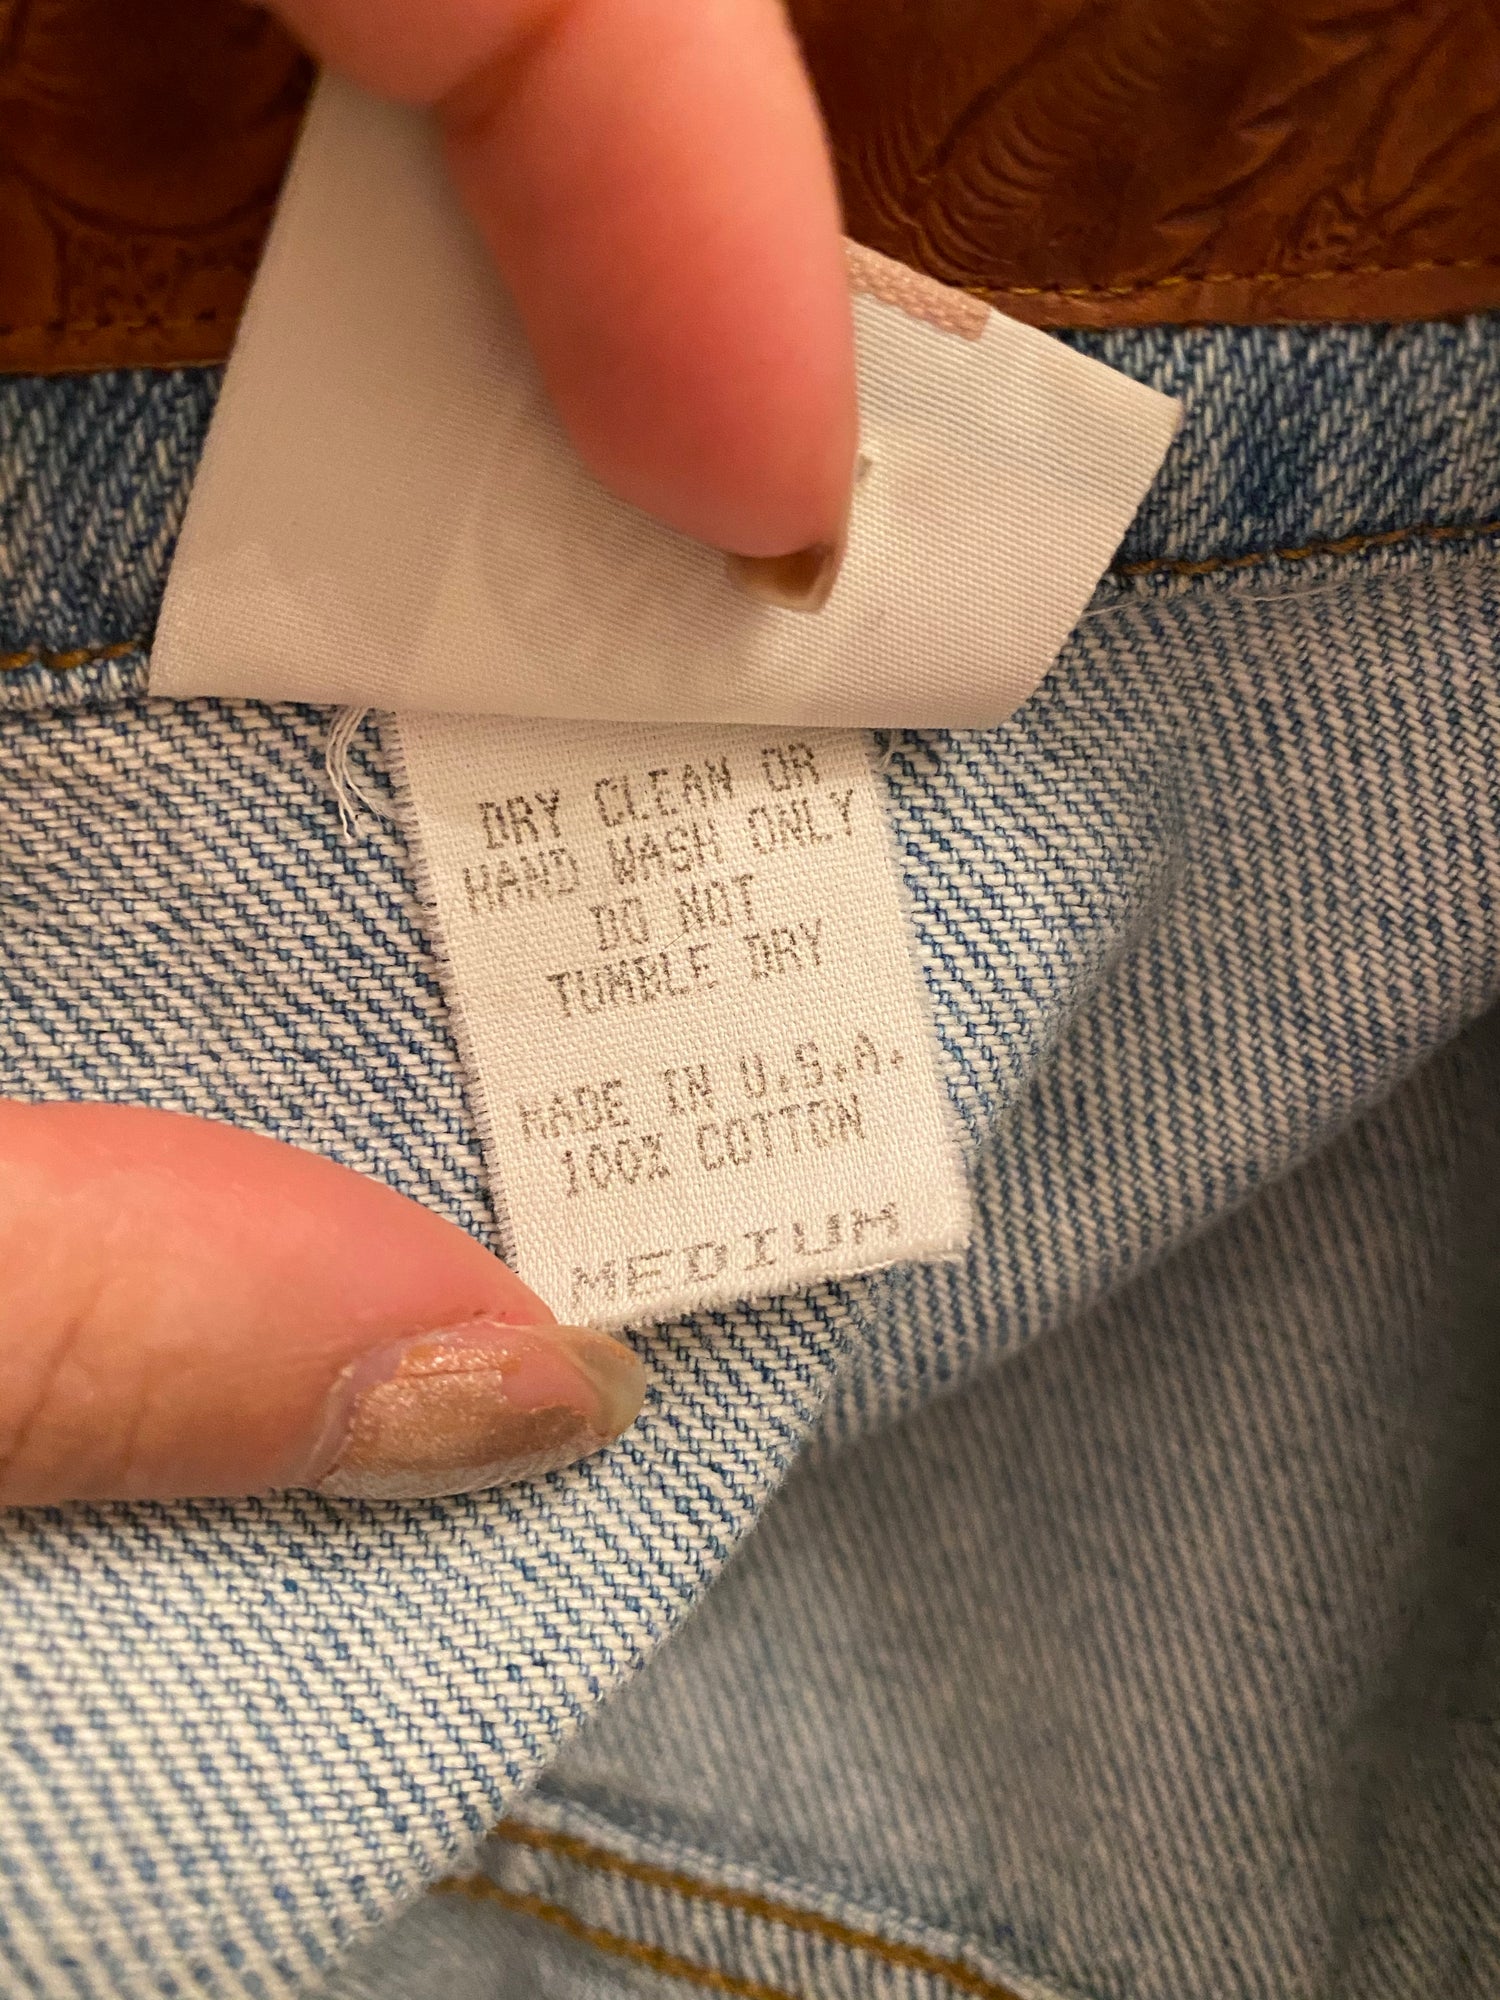 DRY CLEAN OR
HAND WASH ONLY
DO NOT
TUMBLE DRY
MADE IN U.S.A.
100% COTTON
MEDIUM